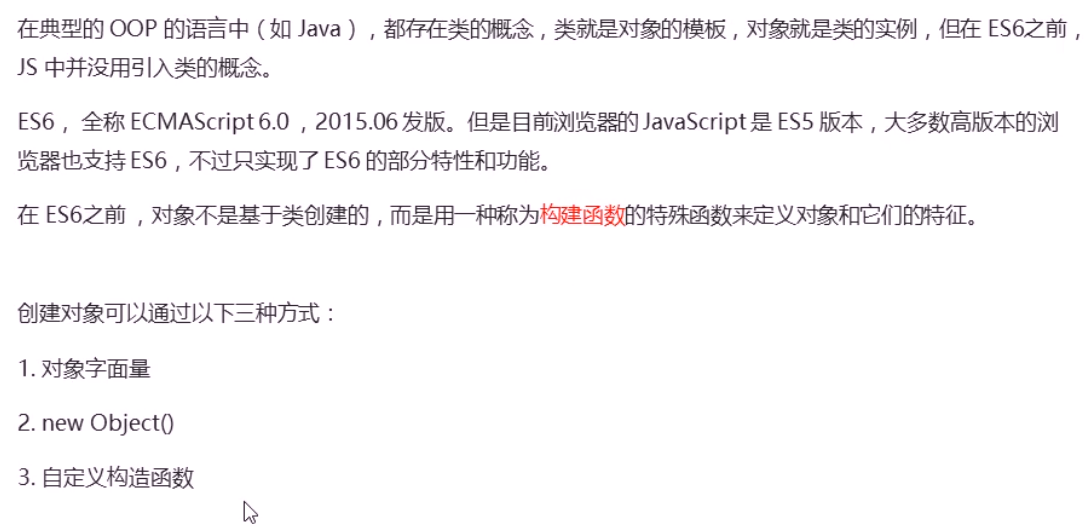 在典型的 OOP 的语言中（如 Java），都存在类的概念，类就是对象的模板，对象就是类的实例，但在 ES6之前，
JS 中并没用引入类的概念。
ES6， 全称 ECMAScript 6.0 ，2015.06 发版。但是目前浏览器的 JavaScript 是 ES5 版本，大多数高版本的浏
览器也支持 ES6，不过只实现了 ES6 的部分特性和功能。
在 ES6之前 ，对象不是基于类创建的，而是用一种称为构建函数的特殊函数来定义对象和它们的特征。
创建对象可以通过以下三种方式：
1. 对象字面量
2. new Object()
3. 自定义构造函数